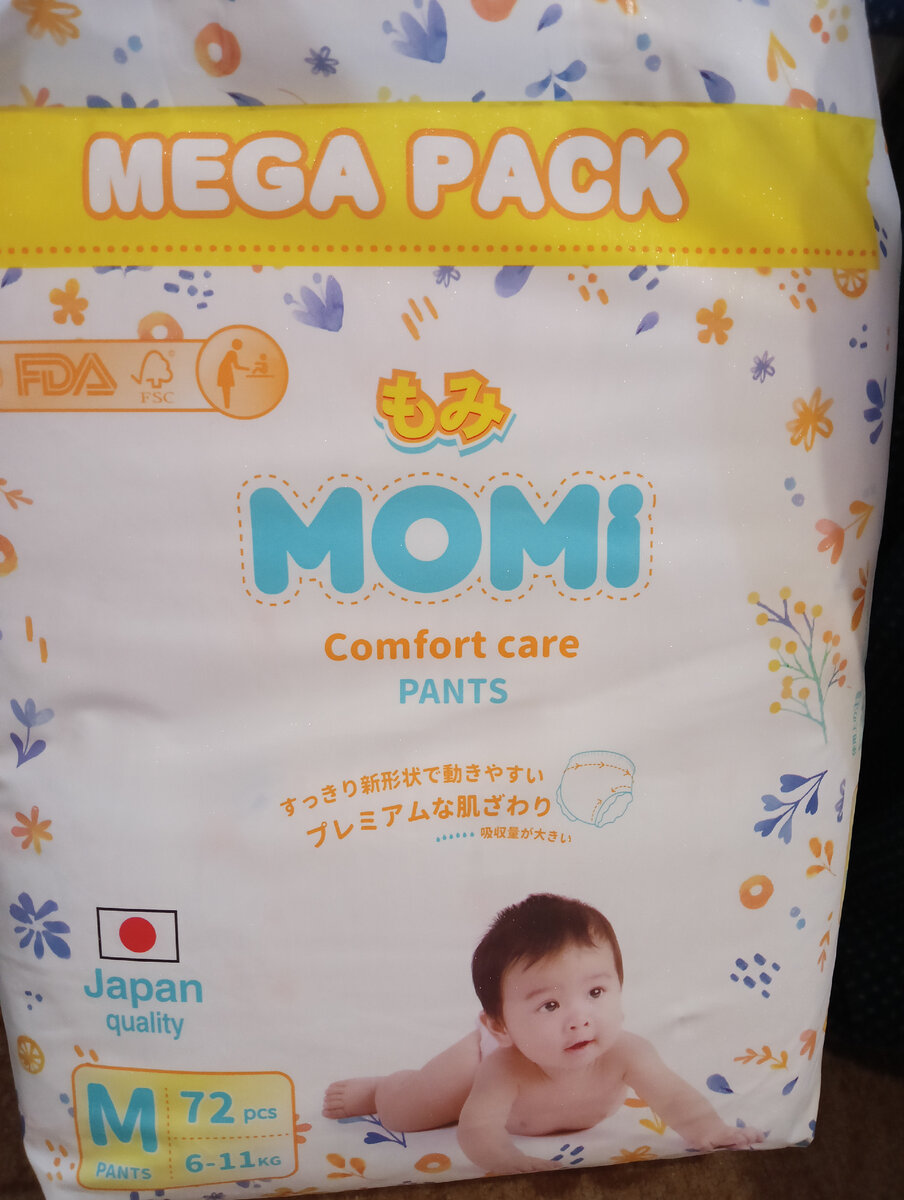 MEGA PACK
FDA
FSC
もみ
MOMi
Comfort care
PANTS
すっきり新形状で動きやすい
プレミアムな肌ざわり
吸収量が大きい
Japan
quality
M
PANTS
72 pcs
6-11KG